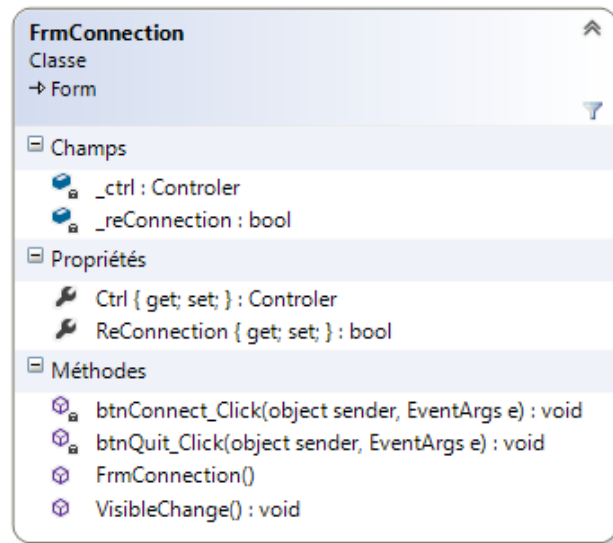 FrmConnection
Classe
Form
Champs
_ctrl : Controler
_reConnection : bool
Propriétés
Ctrl { get; set; } : Controler
ReConnection { get; set; } : bool
Méthodes
btnConnect_Click(object sender, EventArgs e) : void
btnQuit_Click(object sender, EventArgs e) : void
FrmConnection()
VisibleChange() : void